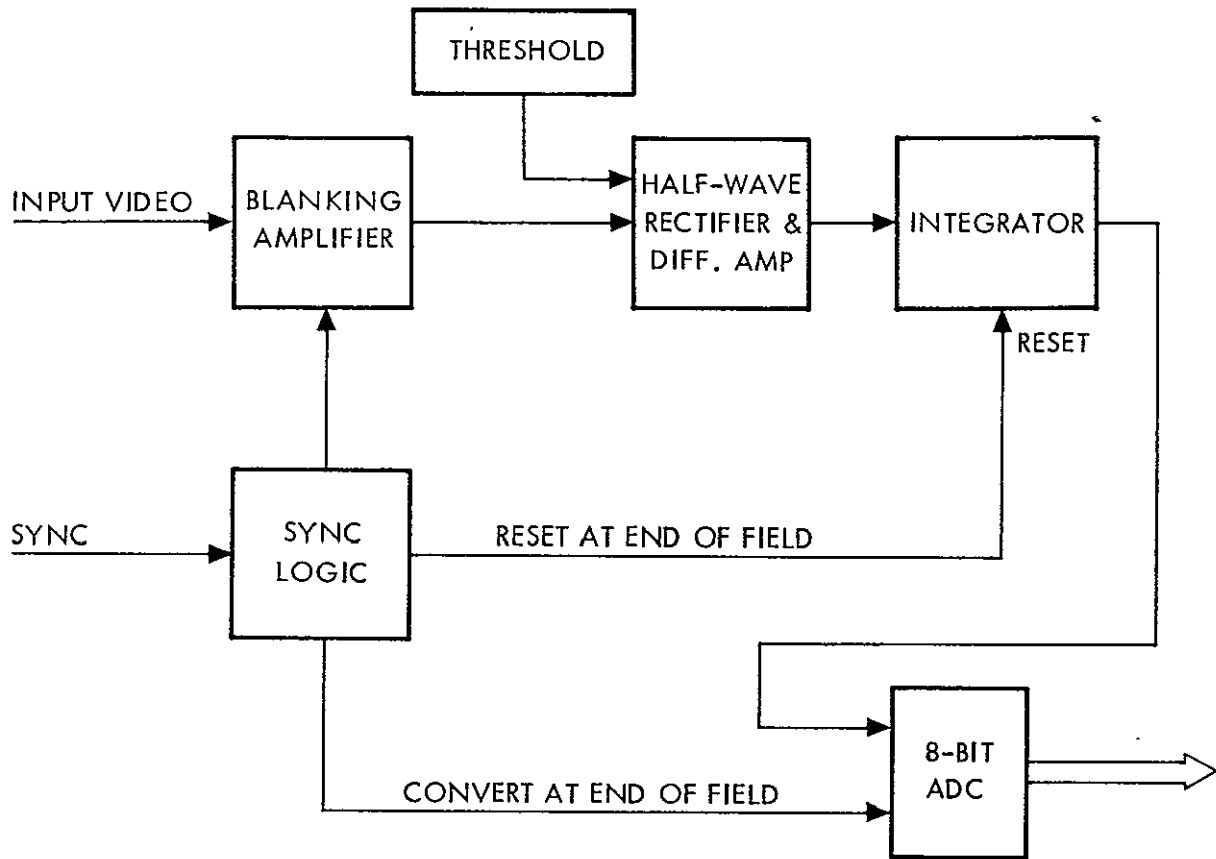 THRESHOLD
INPUT VIDEO
BLANKING
AMPLIFIER
HALF-WAVE
RECTIFIER &
DIFF. AMP
INTEGRATOR
RESET
SYNC
SYNC
LOGIC
RESET AT END OF FIELD
8-BIT
ADC
CONVERT AT END OF FIELD